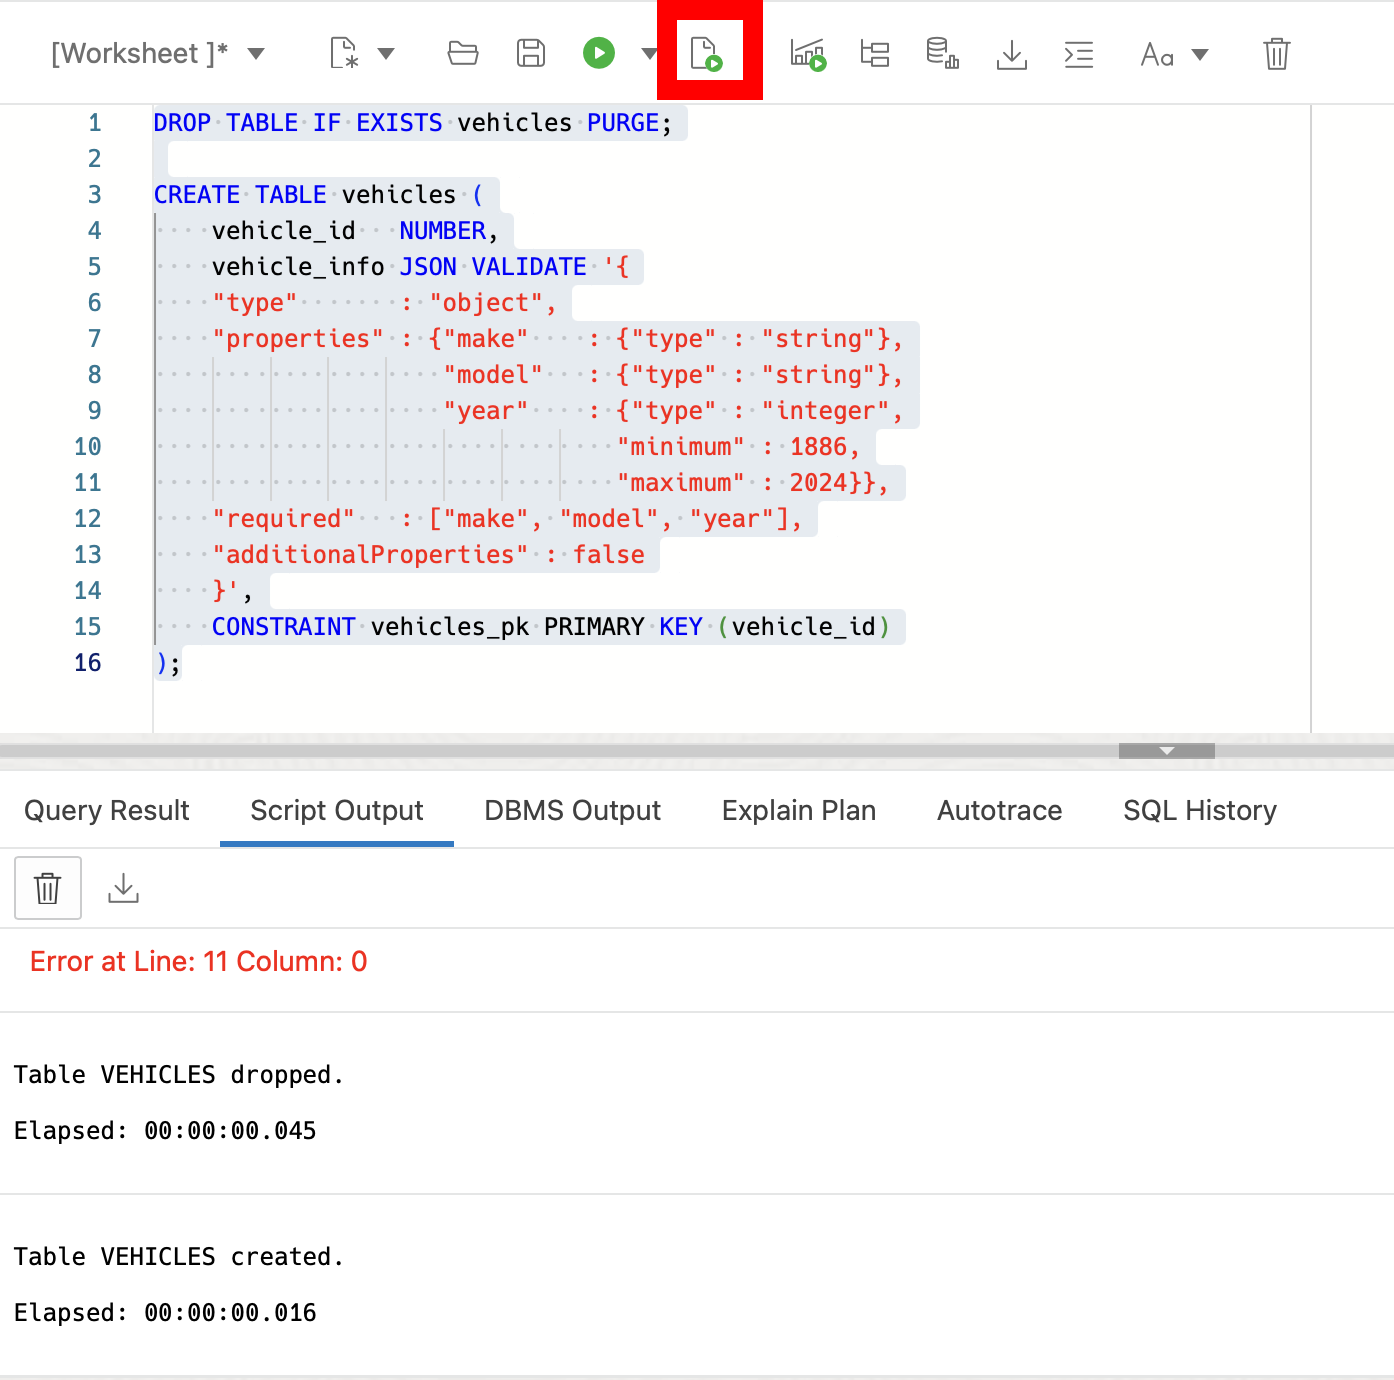 [Worksheet ]*
Aa
1 DROP TABLE IF EXISTS vehicles PURGE;
2
3 CREATE TABLE vehicles (
4     vehicle_id   NUMBER,
5     vehicle_info JSON VALIDATE '{
6     "type"       : "object",
7     "properties" : {"make"    : {"type" : "string"},
8                     "model"   : {"type" : "string"},
9                     "year"    : {"type" : "integer",
10                                 "minimum" : 1886,
11                                 "maximum" : 2024}},
12     "required"   : ["make", "model", "year"],
13     "additionalProperties" : false
14     }',
15     CONSTRAINT vehicles_pk PRIMARY KEY (vehicle_id)
16 );
Query Result Script Output DBMS Output Explain Plan Autotrace SQL History
Error at Line: 11 Column: 0
Table VEHICLES dropped.
Elapsed: 00:00:00.045
Table VEHICLES created.
Elapsed: 00:00:00.016